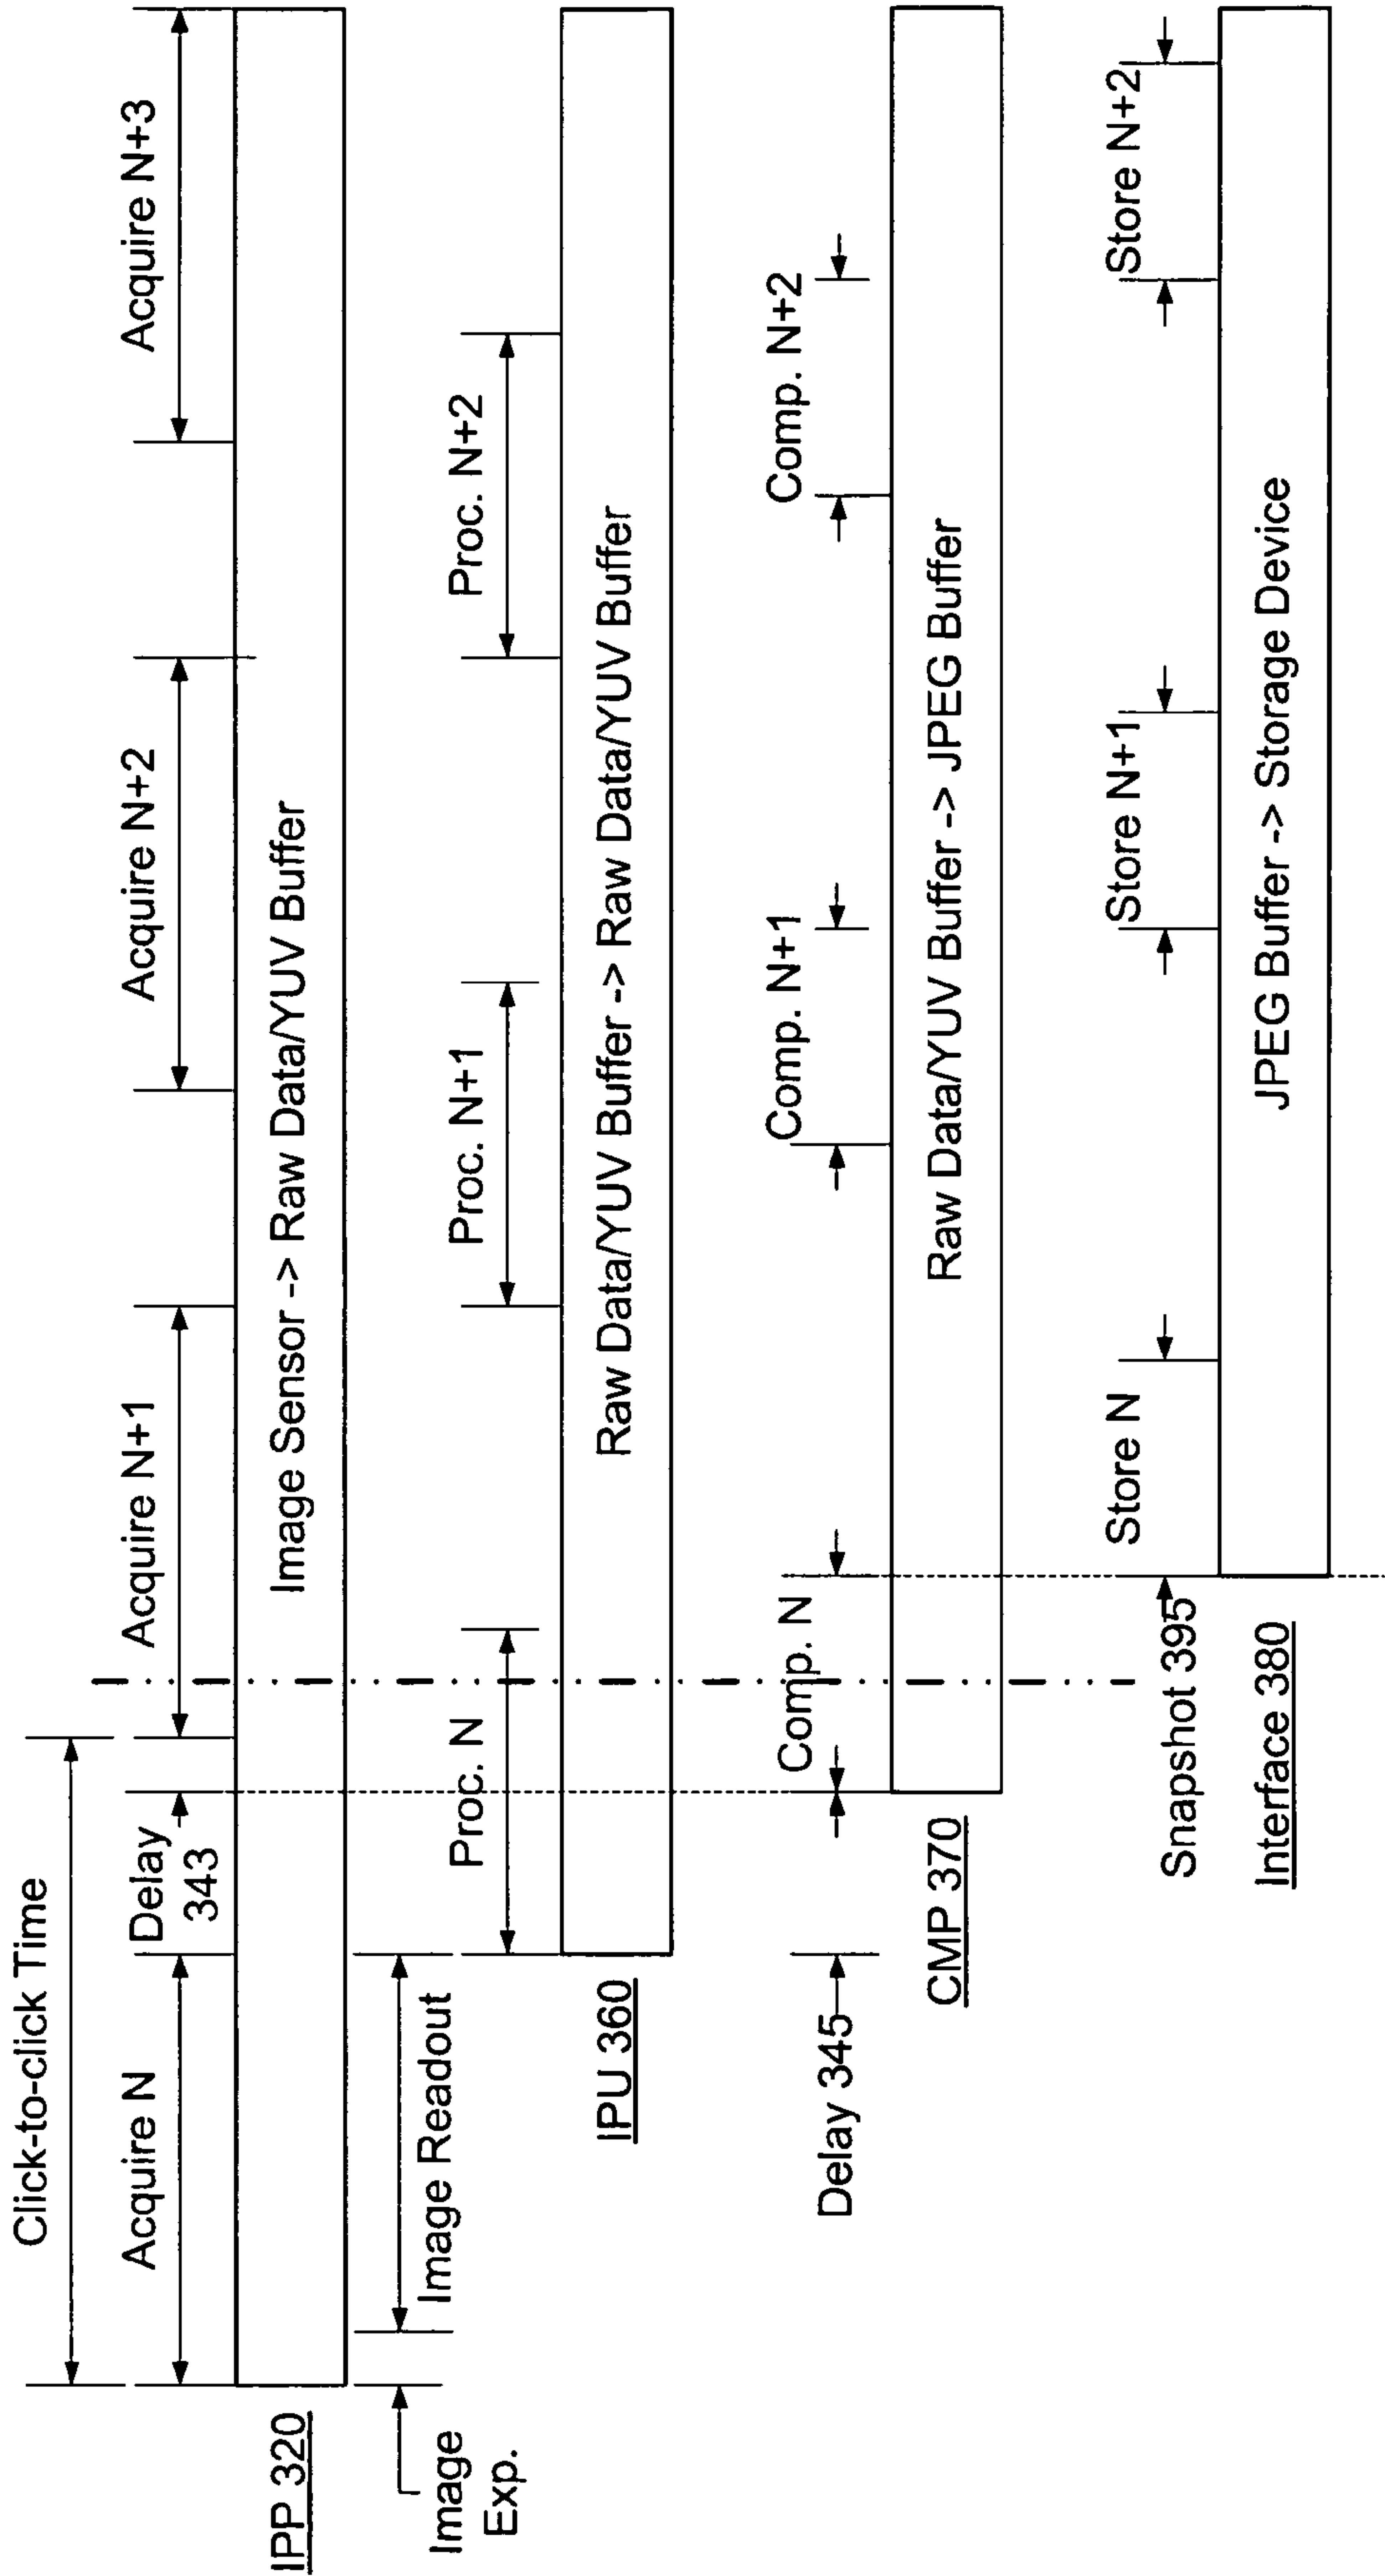 Click-to-click Time
Acquire N
Delay
343
Acquire N+1
Acquire N+2
Acquire N+3
IPP 320
Image Sensor -> Raw Data/YUV Buffer
Image
Exp.
Image Readout
Proc. N
Proc. N+1
Proc. N+2
IPU 360
Raw Data/YUV Buffer -> Raw Data/YUV Buffer
Delay 345
Comp. N
Comp. N+1
Comp. N+2
CMP 370
Raw Data/YUV Buffer -> JPEG Buffer
Snapshot 395
Store N
Store N+1
Store N+2
Interface 380
JPEG Buffer -> Storage Device